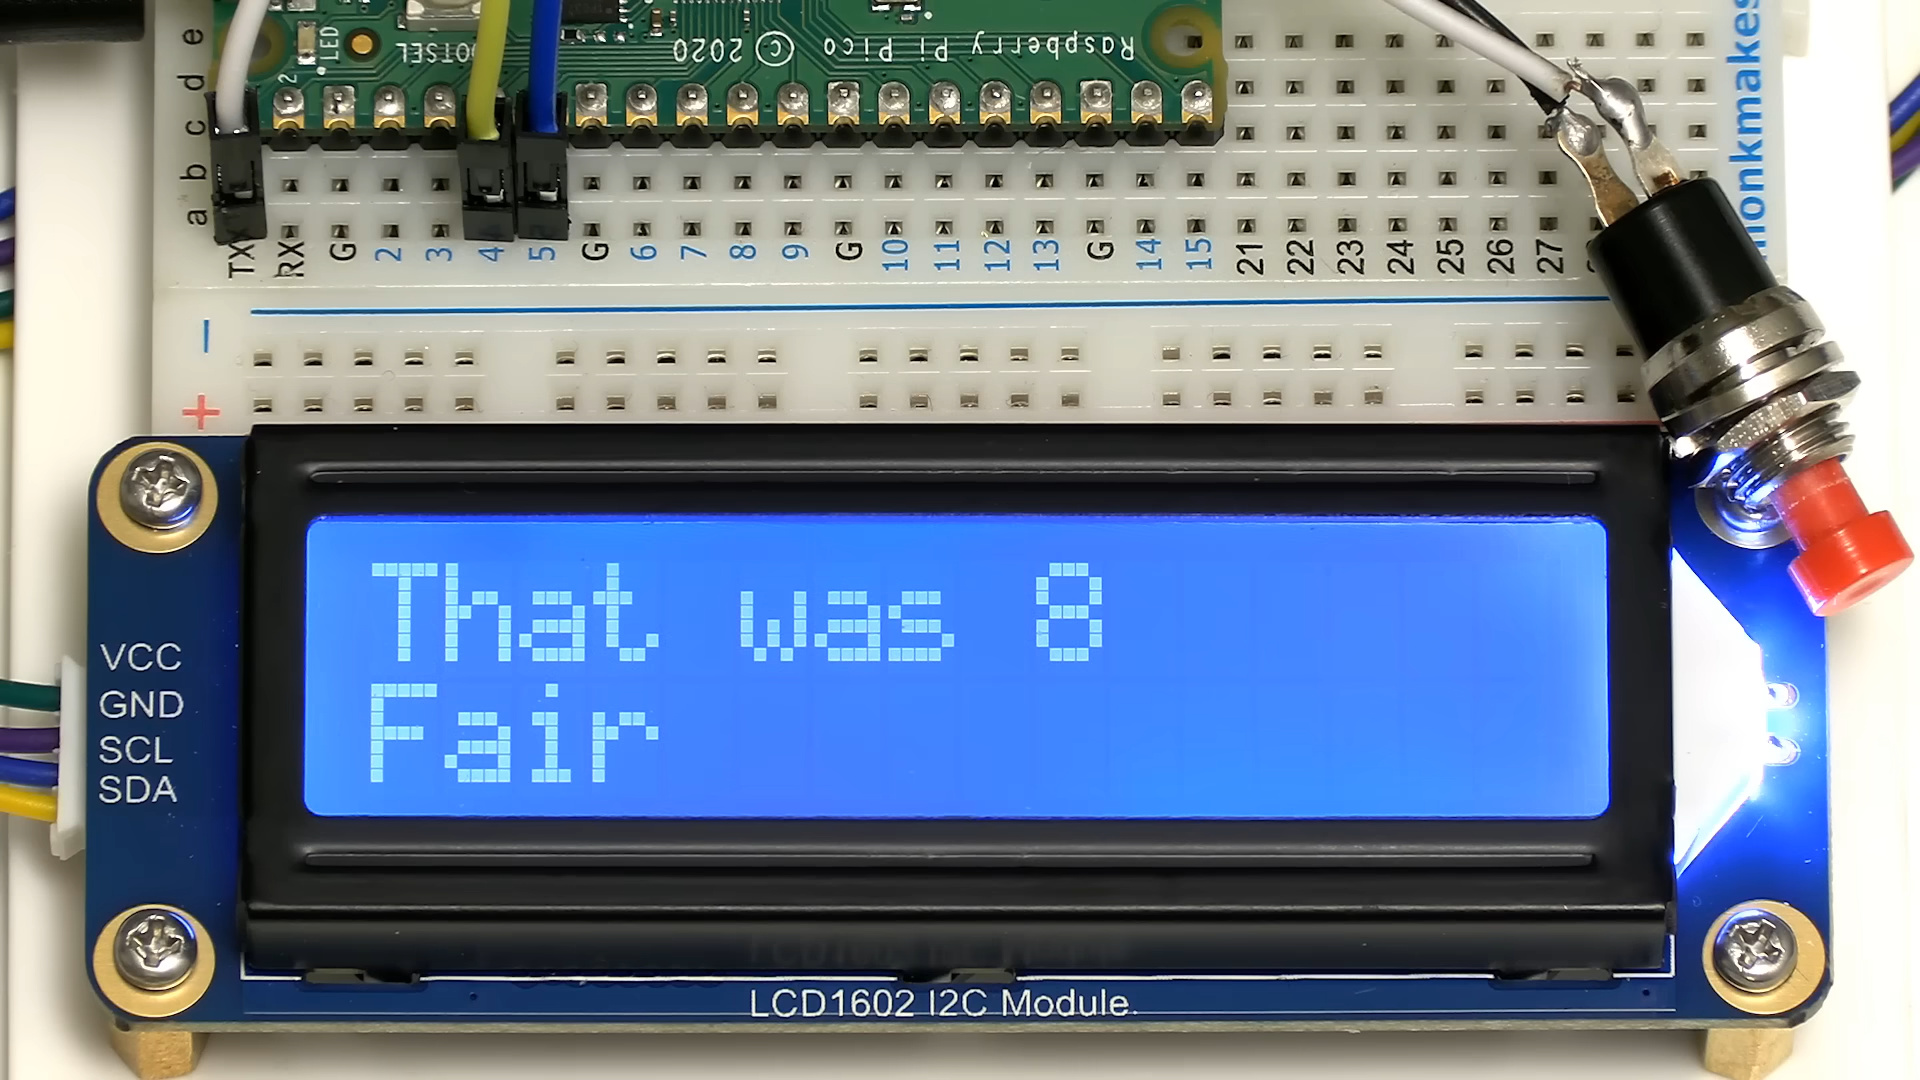 e
d
c
b
a
LED
2
OTSEL
© 2020
Raspberry Pi Pico
TX RX G 2 3 4 5 G 6 7 8 9 G 10 11 12 13 G 14 15 21 22 23 24 25 26 27
monkmakes
−
+
That was 8
Fair
VCC
GND
SCL
SDA
LCD1602 I2C Module.